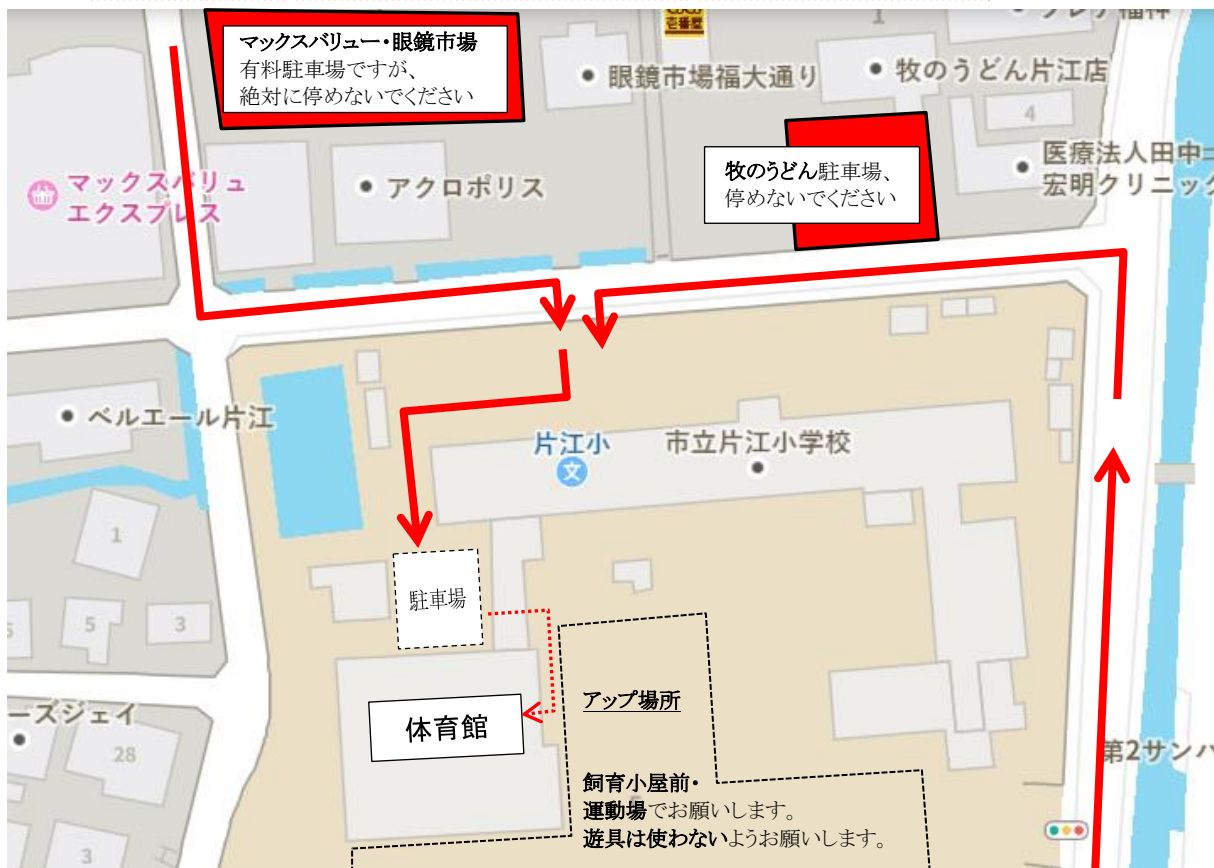 壱番屋
1
マックスバリュー・眼鏡市場
有料駐車場ですが、
絶対に停めないでください
眼鏡市場福大通り
牧のうどん片江店
4
牧のうどん駐車場、
停めないでください
医療法人田中
宏明クリニック
マックスバリュ
エクスプレス
アクロポリス
ベルエール片江
片江小
文
市立片江小学校
1
駐車場
5
3
体育館
アップ場所
ーズジェイ
28
第2サンパ
飼育小屋前・
運動場でお願いします。
遊具は使わないようお願いします。
3